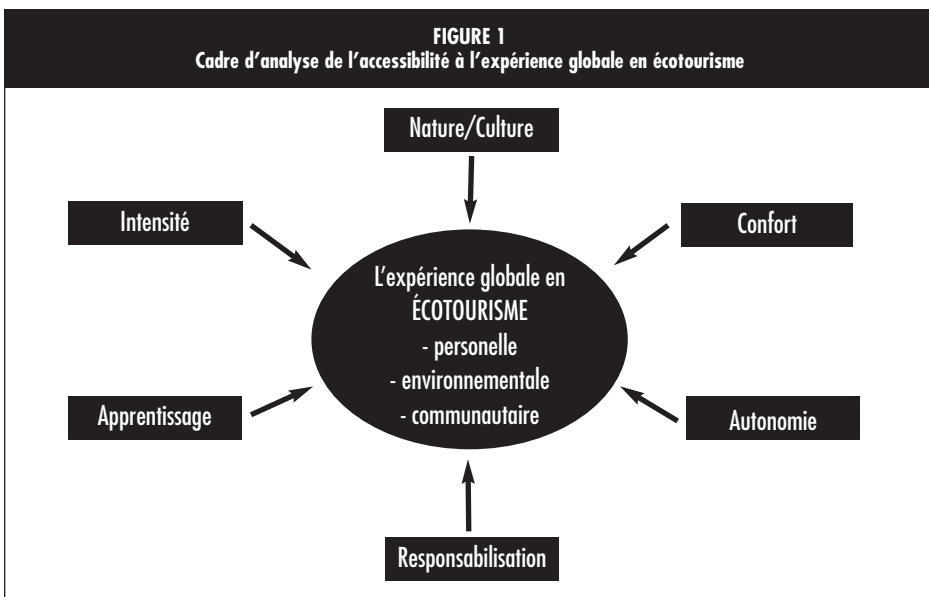 FIGURE 1
Cadre d'analyse de l'accessibilité à l'expérience globale en écotourisme
Nature/Culture
Intensité
Confort
L'expérience globale en
ÉCOTOURISME
- personelle
- environnementale
- communautaire
Apprentissage
Autonomie
Responsabilisation